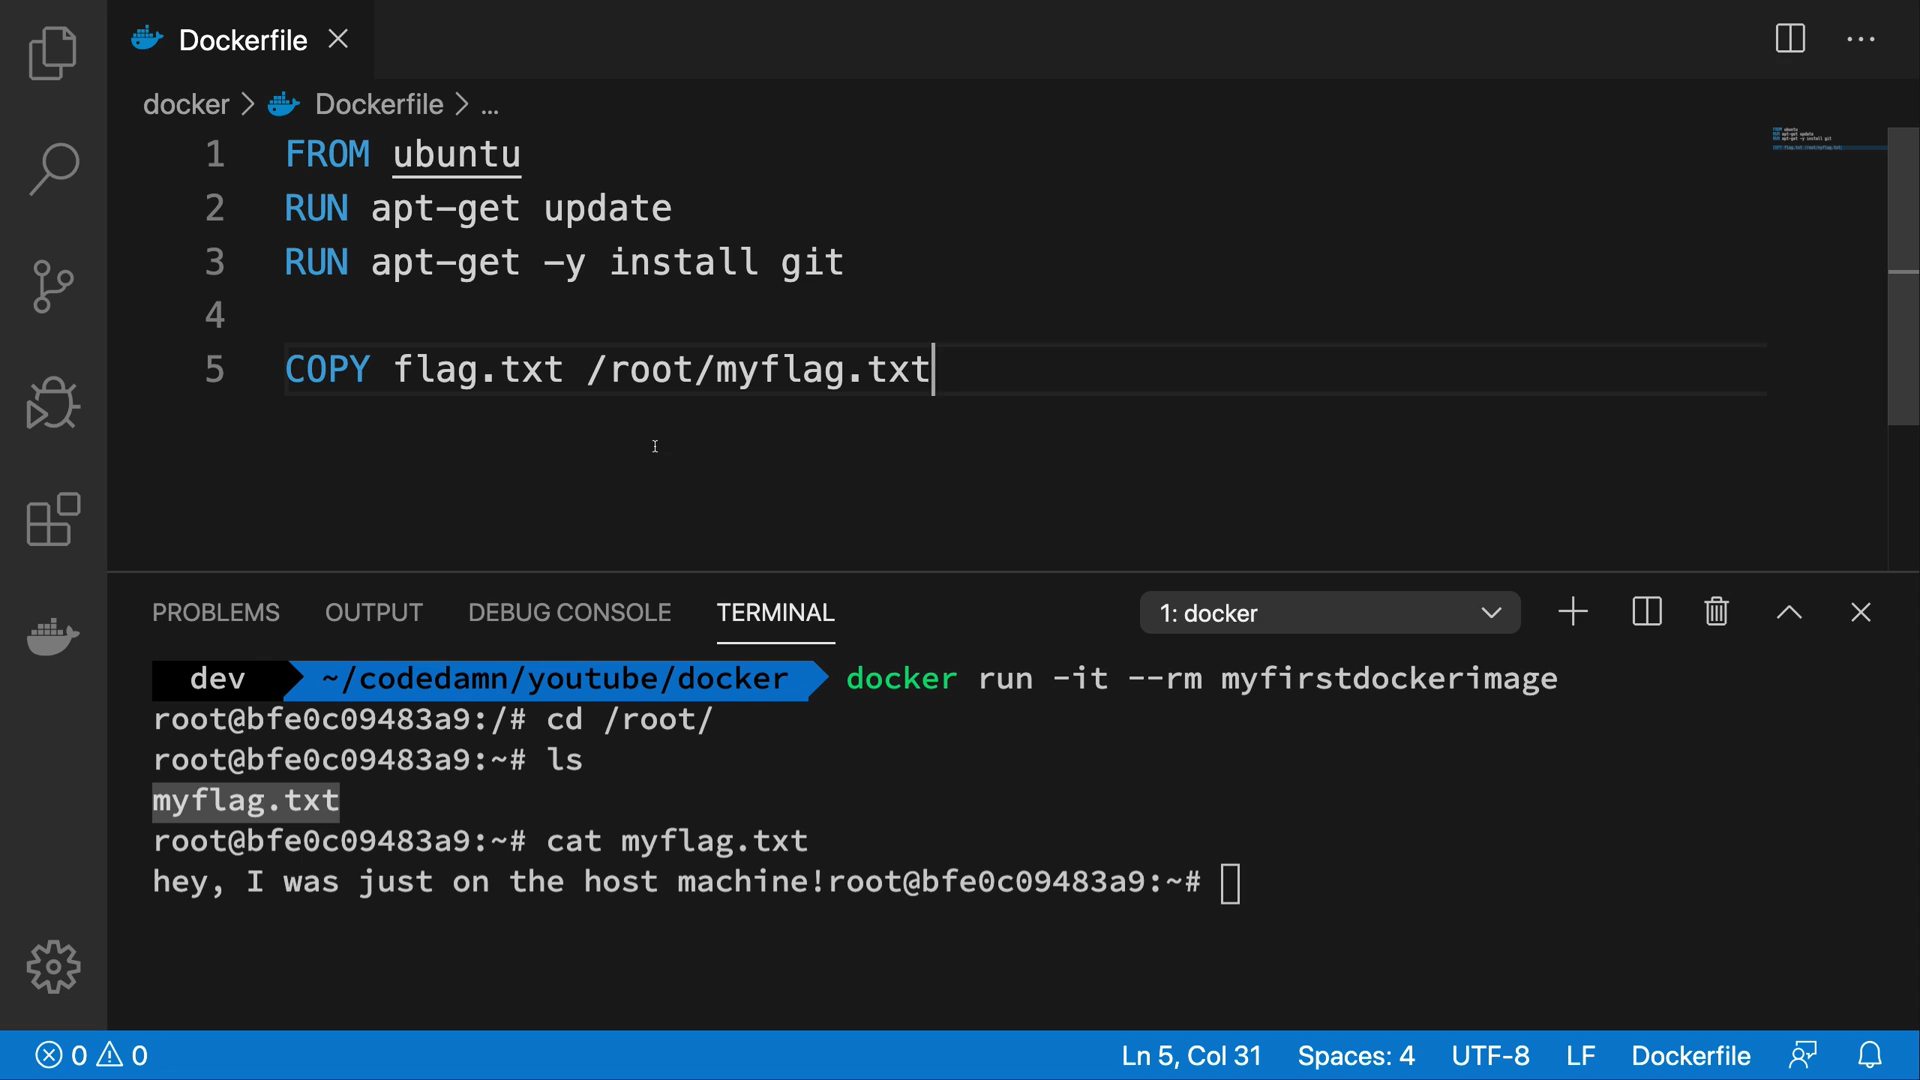 Dockerfile
docker > Dockerfile > ...
1 FROM ubuntu
2 RUN apt-get update
3 RUN apt-get -y install git
4
5 COPY flag.txt /root/myflag.txt
PROBLEMS OUTPUT DEBUG CONSOLE TERMINAL 1: docker
dev ~/codedamn/youtube/docker docker run -it --rm myfirstdockerimage
root@bfe0c09483a9:/# cd /root/
root@bfe0c09483a9:~# ls
myflag.txt
root@bfe0c09483a9:~# cat myflag.txt
hey, I was just on the host machine!root@bfe0c09483a9:~#
0 0 Ln 5, Col 31 Spaces: 4 UTF-8 LF Dockerfile